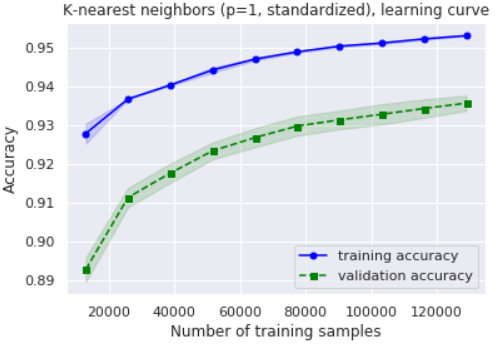 K-nearest neighbors (p=1, standardized), learning curve
0.95
0.94
0.93
0.92
0.91
0.90
0.89
Accuracy
training accuracy
validation accuracy
20000 40000 60000 80000 100000 120000
Number of training samples